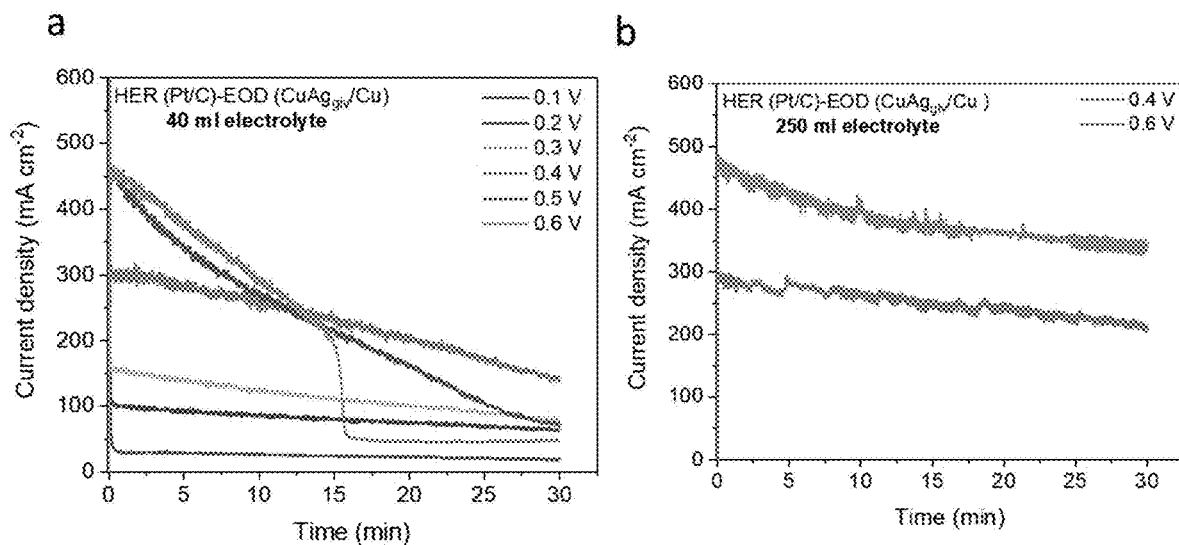 a
b
600
500
400
300
200
100
0
0
5
10
15
20
25
30
Current density (mA cm-2)
Time (min)
HER (Pt/C)-EOD (CuAggiv/Cu)
40 ml electrolyte
0.1 V
0.2 V
0.3 V
0.4 V
0.5 V
0.6 V
600
500
400
300
200
100
0
0
5
10
15
20
25
30
Current density (mA cm-2)
Time (min)
HER (Pt/C)-EOD (CuAggiv/Cu )
250 ml electrolyte
0.4 V
0.6 V